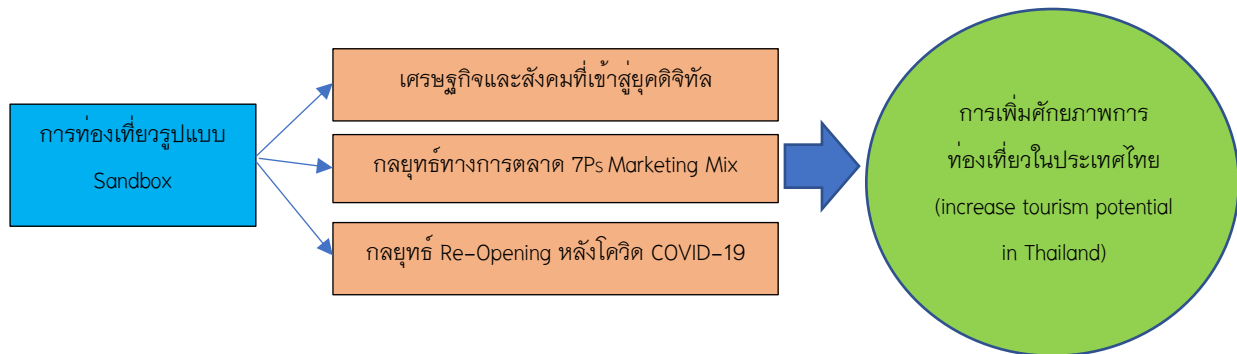 การท่องเที่ยวรูปแบบ
Sandbox
เศรษฐกิจและสังคมที่เข้าสู่ยุคดิจิทัล
กลยุทธ์ทางการตลาด 7Ps Marketing Mix
กลยุทธ์ Re-Opening หลังโควิด COVID-19
การเพิ่มศักยภาพการ
ท่องเที่ยวในประเทศไทย
(increase tourism potential
in Thailand)